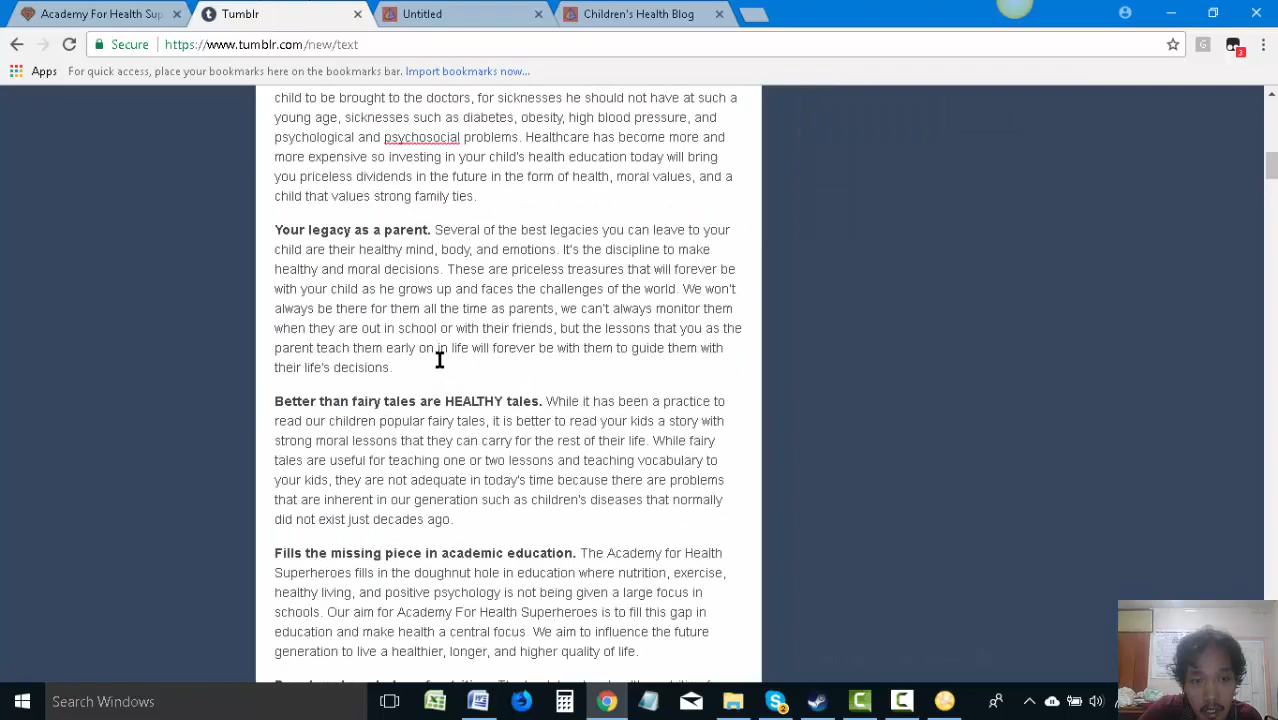 Academy For Health Sup
Tumblr
Untitled
Children's Health Blog
Secure
https://www.tumblr.com/new/text
Apps
For quick access, place your bookmarks here on the bookmarks bar. Import bookmarks now...
child to be brought to the doctors, for sicknesses he should not have at such a
young age, sicknesses such as diabetes, obesity, high blood pressure, and
psychological and psychosocial problems. Healthcare has become more and
more expensive so investing in your child's health education today will bring
you priceless dividends in the future in the form of health, moral values, and a
child that values strong family ties.
Your legacy as a parent. Several of the best legacies you can leave to your
child are their healthy mind, body, and emotions. It's the discipline to make
healthy and moral decisions. These are priceless treasures that will forever be
with your child as he grows up and faces the challenges of the world. We won't
always be there for them all the time as parents, we can't always monitor them
when they are out in school or with their friends, but the lessons that you as the
parent teach them early on in life will forever be with them to guide them with
their life's decisions.
Better than fairy tales are HEALTHY tales. While it has been a practice to
read our children popular fairy tales, it is better to read your kids a story with
strong moral lessons that they can carry for the rest of their life. While fairy
tales are useful for teaching one or two lessons and teaching vocabulary to
your kids, they are not adequate in today's time because there are problems
that are inherent in our generation such as children's diseases that normally
did not exist just decades ago.
Fills the missing piece in academic education. The Academy for Health
Superheroes fills in the doughnut hole in education where nutrition, exercise,
healthy living, and positive psychology is not being given a large focus in
schools. Our aim for Academy For Health Superheroes is to fill this gap in
education and make health a central focus. We aim to influence the future
generation to live a healthier, longer, and higher quality of life.
Search Windows